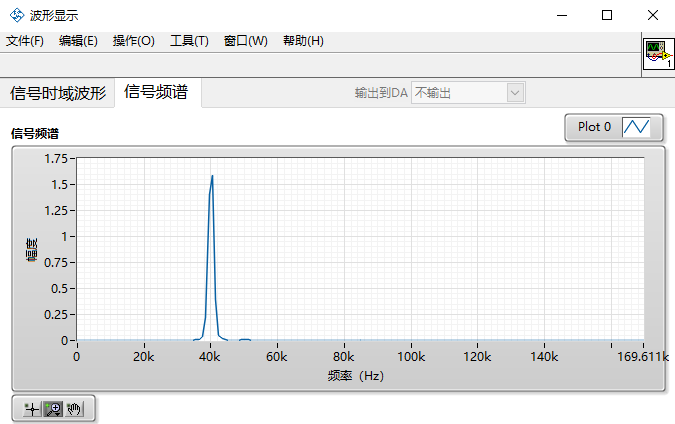 波形显示
文件(F) 编辑(E) 操作(O) 工具(T) 窗口(W) 帮助(H)
1
信号时域波形 信号频谱 输出到DA 不输出
信号频谱 Plot 0
1.75
1.5
1.25
1
0.75
0.5
0.25
0
幅度
0 20k 40k 60k 80k 100k 120k 140k 169.611k
频率（Hz）